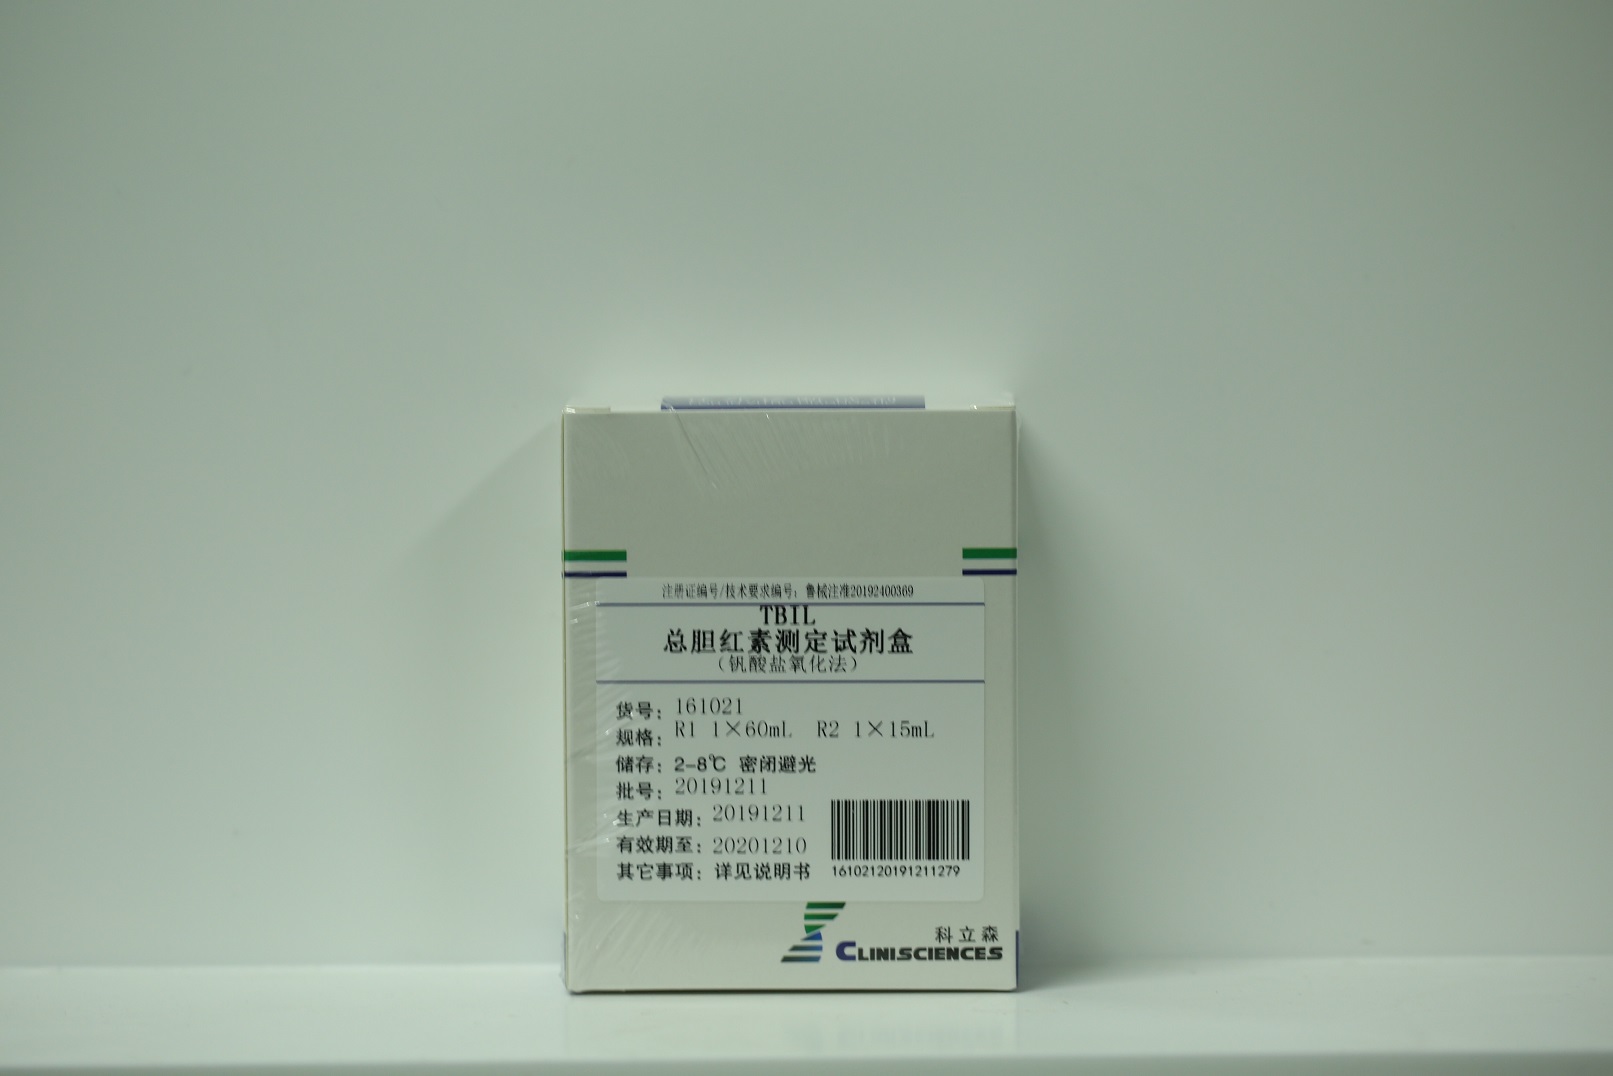 注册证编号/技术要求编号：鲁械注准20192400369
TBIL
总胆红素测定试剂盒
（钒酸盐氧化法）
货号：161021
规格：R1 1×60mL R2 1×15mL
储存：2-8℃ 密闭避光
批号：20191211
生产日期：20191211
有效期至：20201210
其它事项：详见说明书
16102120191211279
科立森
CLINISCIENCES